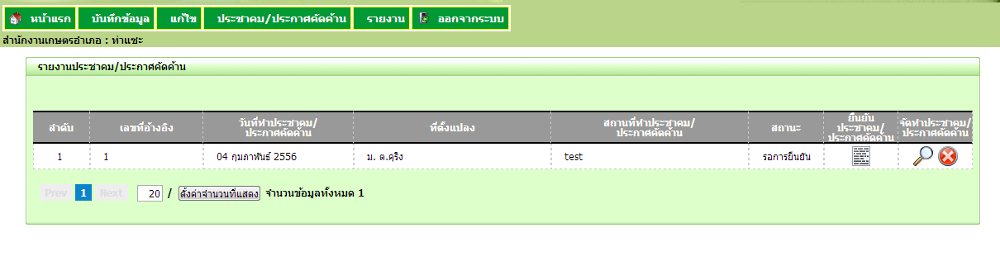 หน้าแรก บันทึกข้อมูล แก้ไข ประชาคม/ประกาศคัดค้าน รายงาน ออกจากระบบ
สำนักงานเกษตรอำเภอ : ท่าแซะ
รายงานประชาคม/ประกาศคัดค้าน
ลำดับ เลขที่อ้างอิง วันที่ทำประชาคม/ ที่ตั้งแปลง สถานที่ทำประชาคม/ สถานะ ยืนยัน จัดทำประชาคม/
ประกาศคัดค้าน ประกาศคัดค้าน ประชาคม/ ประกาศคัดค้าน
ประกาศคัดค้าน
1 1 04 กุมภาพันธ์ 2556 ม. ต.คุริง test รอการยืนยัน
Prev 1 Next 20 / ตั้งค่าจำนวนที่แสดง จำนวนข้อมูลทั้งหมด 1